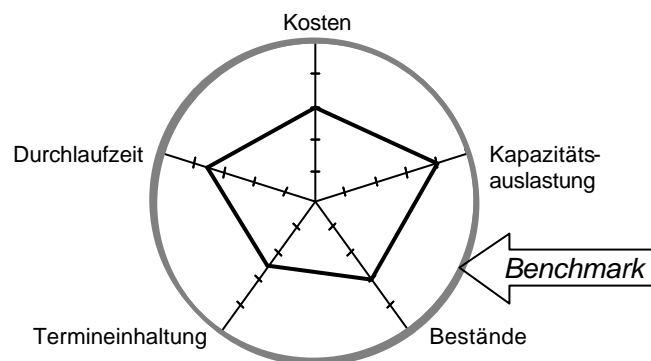 Kosten
Durchlaufzeit
Kapazitäts-
auslastung
Benchmark
Termineinhaltung
Bestände